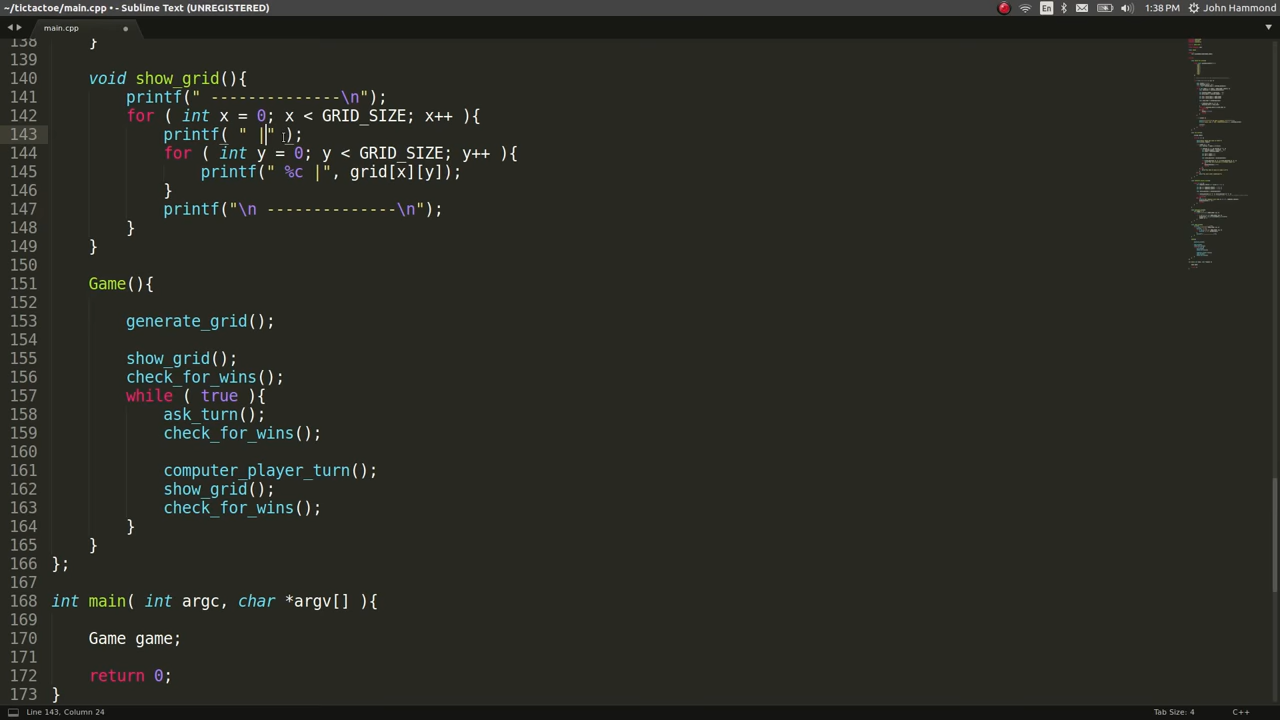 ~/tictactoe/main.cpp • - Sublime Text (UNREGISTERED)
En
1:38 PM
John Hammond
main.cpp
138 }
139
140 void show_grid(){
141 printf(" -------------\n");
142 for ( int x = 0; x < GRID_SIZE; x++ ){
143 printf( " |" );
144 for ( int y = 0; y < GRID_SIZE; y++ ){
145 printf(" %c |", grid[x][y]);
146 }
147 printf("\n -------------\n");
148 }
149 }
150
151 Game(){
152
153 generate_grid();
154
155 show_grid();
156 check_for_wins();
157 while ( true ){
158 ask_turn();
159 check_for_wins();
160
161 computer_player_turn();
162 show_grid();
163 check_for_wins();
164 }
165 }
166 };
167
168 int main( int argc, char *argv[] ){
169
170 Game game;
171
172 return 0;
173 }
Line 143, Column 24
Tab Size: 4
C++